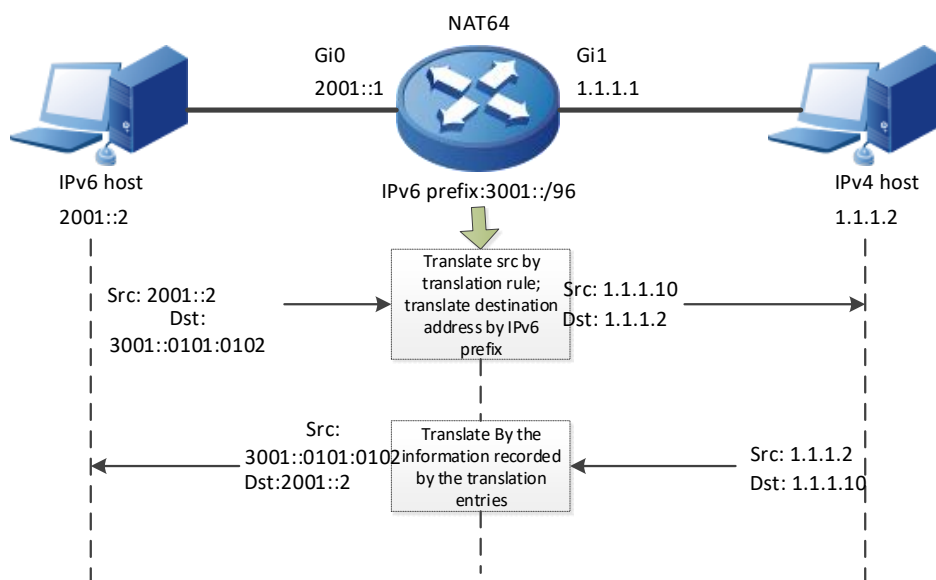 NAT64
Gi0
Gi1
2001::1
1.1.1.1
IPv6 host
IPv6 prefix:3001::/96
IPv4 host
2001::2
1.1.1.2
Translate src by
translation rule;
translate destination
address by IPv6
prefix
Src: 2001::2
Dst:
3001::0101:0102
Src: 1.1.1.10
Dst: 1.1.1.2
Translate By the
information recorded
by the translation
entries
Src:
3001::0101:0102
Dst:2001::2
Src: 1.1.1.2
Dst: 1.1.1.10